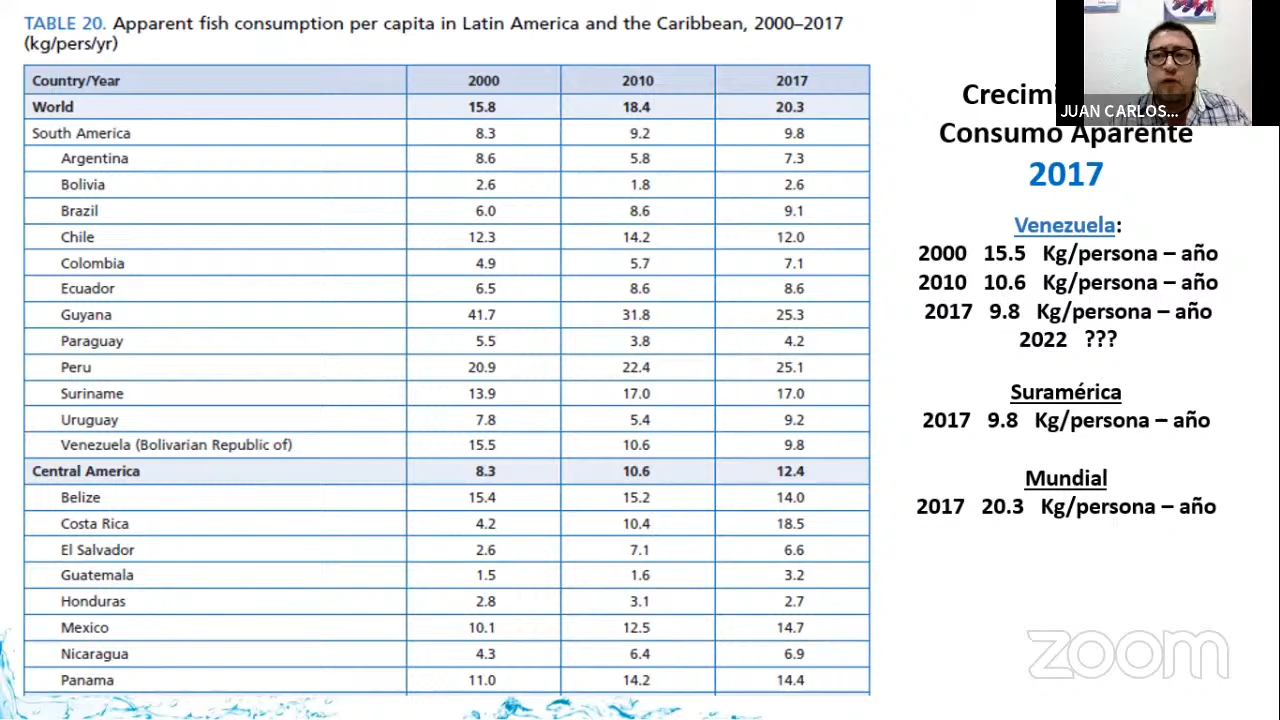 TABLE 20. Apparent fish consumption per capita in Latin America and the Caribbean, 2000–2017
(kg/pers/yr)
Country/Year 2000 2010 2017
World 15.8 18.4 20.3
South America 8.3 9.2 9.8
Argentina 8.6 5.8 7.3
Bolivia 2.6 1.8 2.6
Brazil 6.0 8.6 9.1
Chile 12.3 14.2 12.0
Colombia 4.9 5.7 7.1
Ecuador 6.5 8.6 8.6
Guyana 41.7 31.8 25.3
Paraguay 5.5 3.8 4.2
Peru 20.9 22.4 25.1
Suriname 13.9 17.0 17.0
Uruguay 7.8 5.4 9.2
Venezuela (Bolivarian Republic of) 15.5 10.6 9.8
Central America 8.3 10.6 12.4
Belize 15.4 15.2 14.0
Costa Rica 4.2 10.4 18.5
El Salvador 2.6 7.1 6.6
Guatemala 1.5 1.6 3.2
Honduras 2.8 3.1 2.7
Mexico 10.1 12.5 14.7
Nicaragua 4.3 6.4 6.9
Panama 11.0 14.2 14.4
JUAN CARLOS...
Consumo Aparente
2017
Venezuela:
2000 15.5 Kg/persona – año
2010 10.6 Kg/persona – año
2017 9.8 Kg/persona – año
2022 ???
Suramérica
2017 9.8 Kg/persona – año
Mundial
2017 20.3 Kg/persona – año
zoom